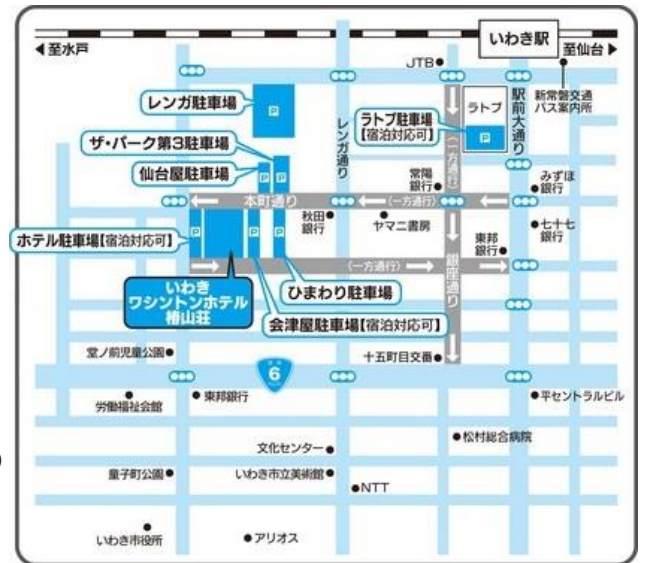 いわき駅
◀至水戸
至仙台▶
JTB
新常磐交通
バス案内所
レンガ駐車場
レンガ通り
ラトブ駐車場
【宿泊対応可】
ラトブ
駅前大通り
ザ・パーク第3駐車場
仙台屋駐車場
(一方通行)
常陽
銀行
みずほ
銀行
本町通り
(一方通行)
秋田
銀行
ヤマニ書房
七十七
銀行
東邦
銀行
ホテル駐車場【宿泊対応可】
(一方通行)
銀座通り
いわき
ワシントンホテル
椿山荘
ひまわり駐車場
会津屋駐車場【宿泊対応可】
堂ノ前児童公園
6
十五町目交番
労働福祉会館
東邦銀行
平セントラルビル
文化センター
松村総合病院
童子町公園
いわき市立美術館
NTT
いわき市役所
アリオス